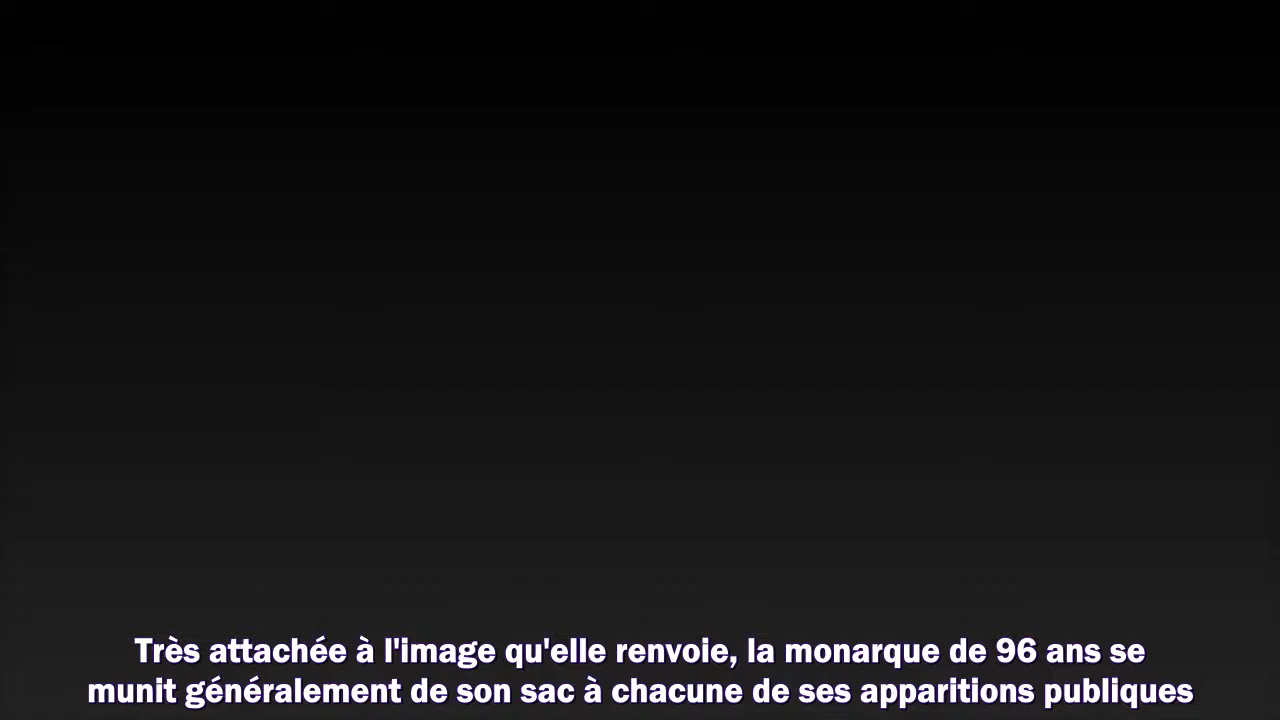 Très attachée à l'image qu'elle renvoie, la monarque de 96 ans se
munit généralement de son sac à chacune de ses apparitions publiques